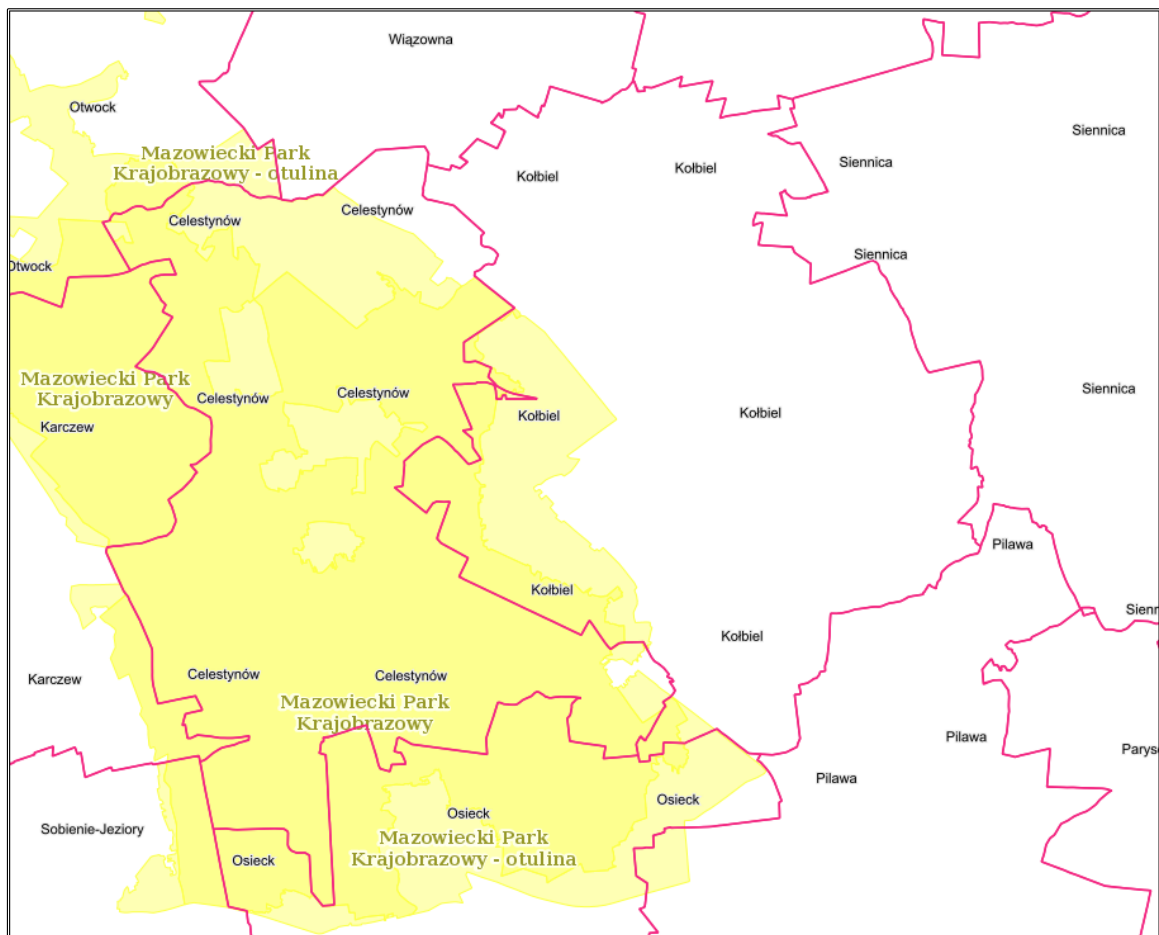 Wiązowna
Otwock
Siennica
Mazowiecki Park
Krajobrazowy - otulina
Kołbiel
Kołbiel
Siennica
Celestynów
Celestynów
Siennica
Otwock
Mazowiecki Park
Krajobrazowy
Celestynów
Celestynów
Karczew
Kołbiel
Kołbiel
Siennica
Pilawa
Kołbiel
Sienn
Kołbiel
Karczew
Celestynów
Celestynów
Mazowiecki Park
Krajobrazowy
Pilawa
Paryso
Pilawa
Osieck
Osieck
Sobienie-Jeziory
Mazowiecki Park
Krajobrazowy - otulina
Osieck